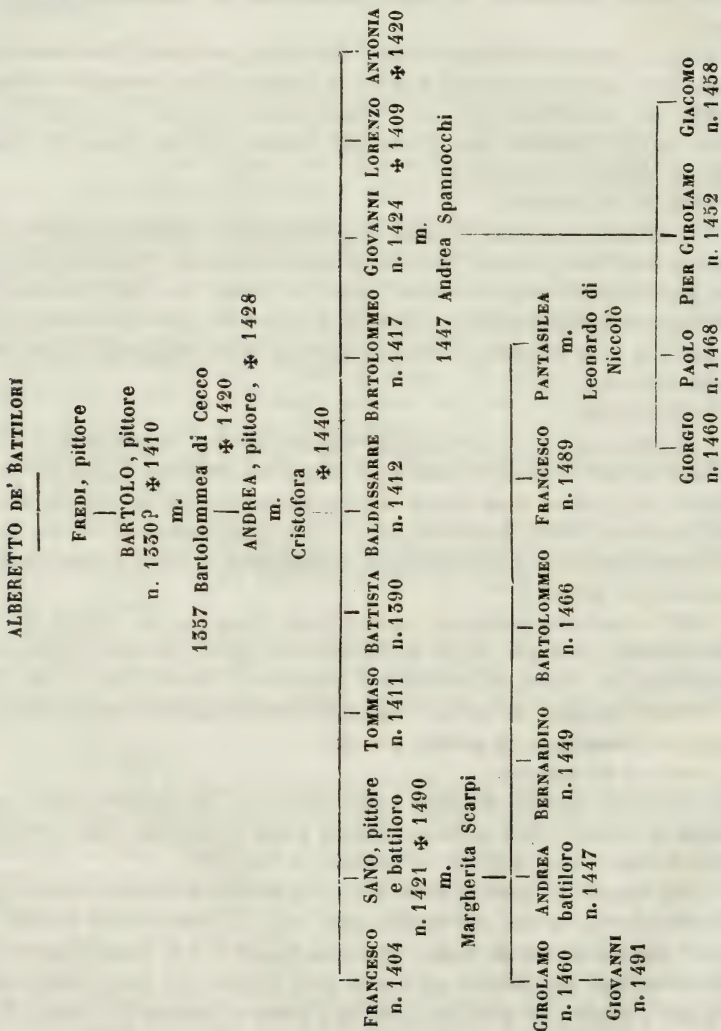 ALBERETTO DE' BATTILORI
FREDI, pittore
BARTOLO, pittore
n. 1330? ✠ 1410
m.
1357 Bartolommea di Cecco
✠ 1420
ANDREA, pittore, ✠ 1428
m.
Cristofora
✠ 1440
FRANCESCO SANO, pittore TOMMASO BATTISTA BALDASSARRE BARTOLOMMEO GIOVANNI LORENZO ANTONIA
n. 1404 e battiloro n. 1411 n. 1390 n. 1412 n. 1417 n. 1424 ✠ 1409 ✠ 1420
n. 1421 ✠ 1490 m.
m. 1447 Andrea Spannocchi
Margherita Scarpi
GIROLAMO ANDREA BERNARDINO BARTOLOMMEO FRANCESCO PANTASILEA
n. 1460 battiloro n. 1449 n. 1466 n. 1489 m.
n. 1447 Leonardo di
GIOVANNI Niccolò
n. 1491
GIORGIO PAOLO PIER GIROLAMO GIACOMO
n. 1460 n. 1468 n. 1452 n. 1458